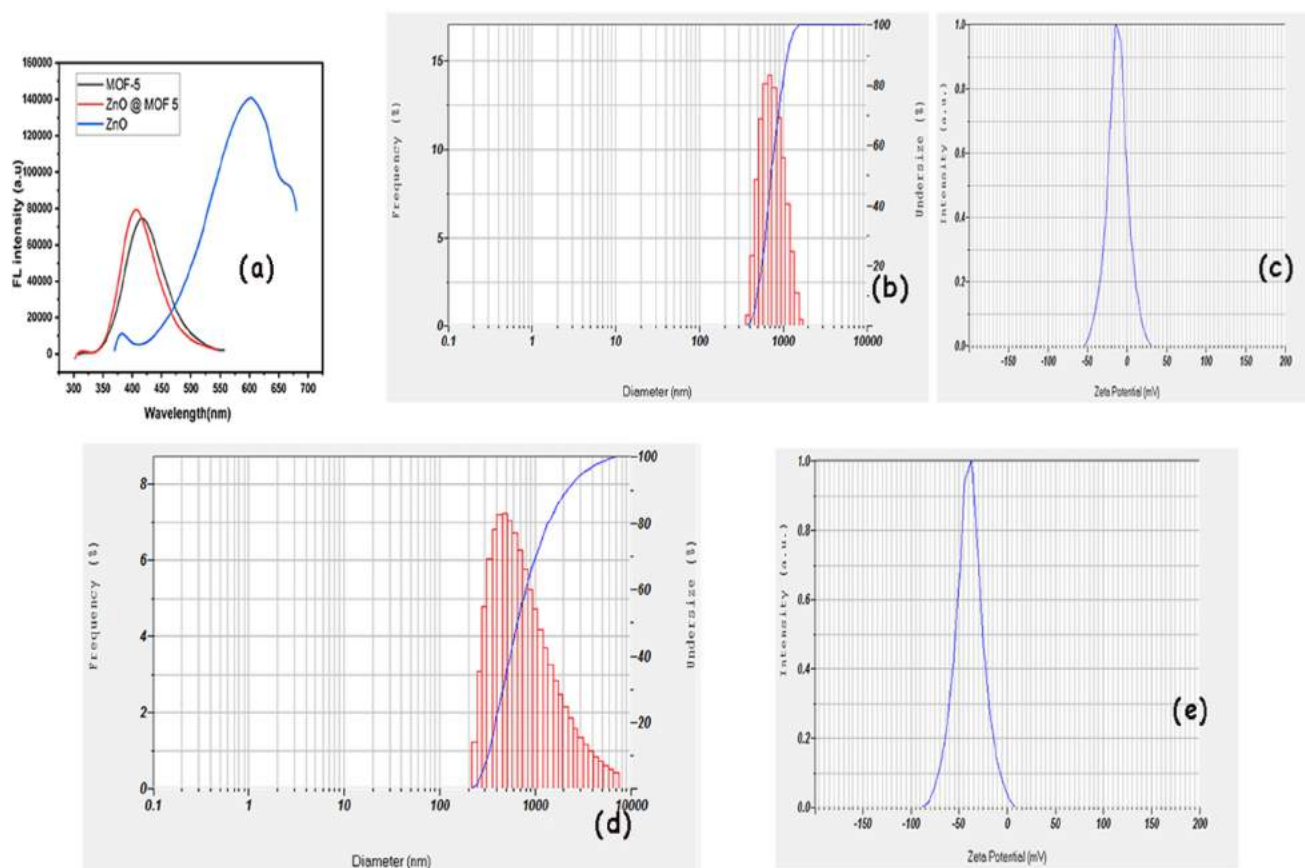 160000
140000
120000
100000
80000
60000
40000
20000
0
FL intensity (a.u)
MOF-5
ZnO @ MOF 5
ZnO
(a)
300 350 400 450 500 550 600 650 700
Wavelength(nm)
15
10
5
0
Frequency (%)
100
80
60
40
20
Undersize (%)
(b)
0.1 1 10 100 1000 10000
Diameter (nm)
1.0
0.8
0.6
0.4
0.2
0.0
Intensity (a.u.)
(c)
-150 -100 -50 0 50 100 150 200
Zeta Potential (mV)
8
6
4
2
0
Frequency (%)
100
80
60
40
20
Undersize (%)
0.1 1 10 100 1000 10000
(d)
Diameter (nm)
1.0
0.8
0.6
0.4
0.2
0.0
Intensity (a.u.)
(e)
-150 -100 -50 0 50 100 150 200
Zeta Potential (mV)